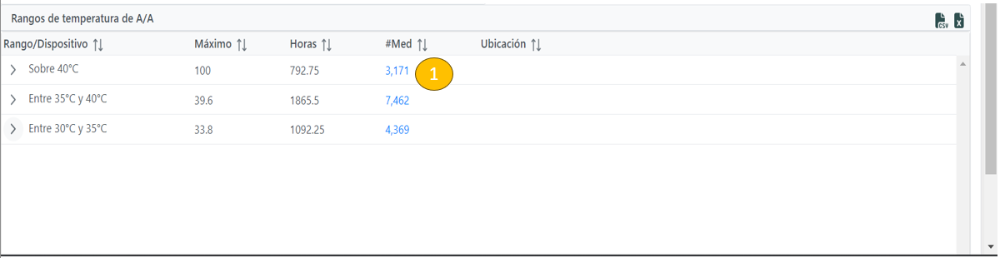 Rangos de temperatura de A/A
CSV X
Rango/Dispositivo Máximo Horas #Med Ubicación
Sobre 40°C 100 792.75 3,171 1
Entre 35°C y 40°C 39.6 1865.5 7,462
Entre 30°C y 35°C 33.8 1092.25 4,369